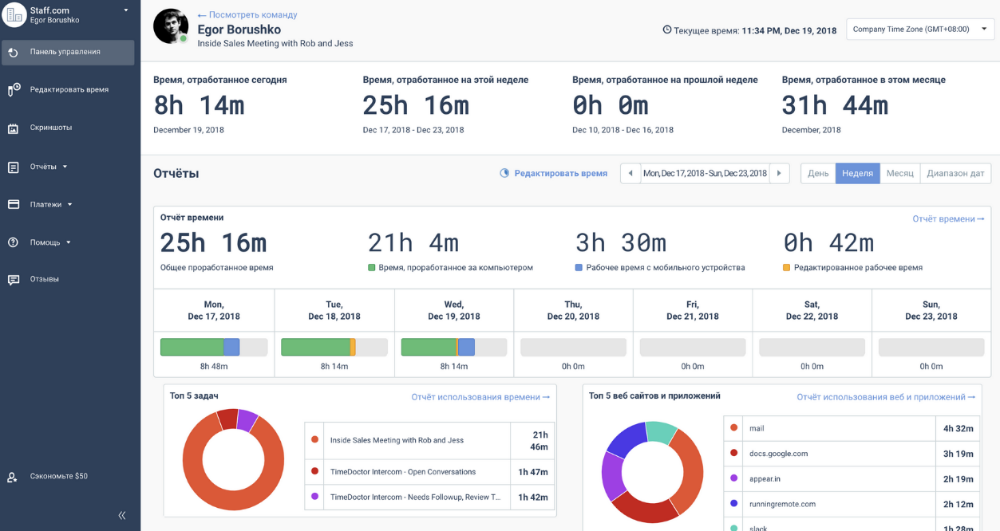 Staff.com
Egor Borushko
Панель управления
Редактировать время
Скриншоты
Отчёты
Платежи
Помощь
Отзывы
Сэкономьте $50
← Посмотреть команду
Egor Borushko
Inside Sales Meeting with Rob and Jess
Текущее время: 11:34 PM, Dec 19, 2018
Company Time Zone (GMT+08:00)
Время, отработанное сегодня
8h 14m
December 19, 2018
Время, отработанное на этой неделе
25h 16m
Dec 17, 2018 - Dec 23, 2018
Время, отработанное на прошлой неделе
0h 0m
Dec 10, 2018 - Dec 16, 2018
Время, отработанное в этом месяце
31h 44m
December, 2018
Отчёты
Редактировать время
Mon, Dec 17, 2018 - Sun, Dec 23, 2018
День
Неделя
Месяц
Диапазон дат
Отчёт времени
Отчёт времени→
25h 16m
Общее проработанное время
21h 4m
Время, проработанное за компьютером
3h 30m
Рабочее время с мобильного устройства
0h 42m
Редактированное рабочее время
Mon,
Dec 17, 2018
8h 48m
Tue,
Dec 18, 2018
8h 14m
Wed,
Dec 19, 2018
8h 14m
Thu,
Dec 20, 2018
0h 0m
Fri,
Dec 21, 2018
0h 0m
Sat,
Dec 22, 2018
0h 0m
Sun,
Dec 23, 2018
0h 0m
Топ 5 задач
Отчёт использования времени→
Inside Sales Meeting with Rob and Jess
21h
46m
TimeDoctor Intercom - Open Conversations
1h 47m
TimeDoctor Intercom - Needs Followup, Review T...
1h 42m
Топ 5 веб сайтов и приложений
Отчёт использования веб и приложений→
mail
4h 32m
docs.google.com
3h 19m
appear.in
2h 19m
runningremote.com
2h 12m
slack
1h 28m